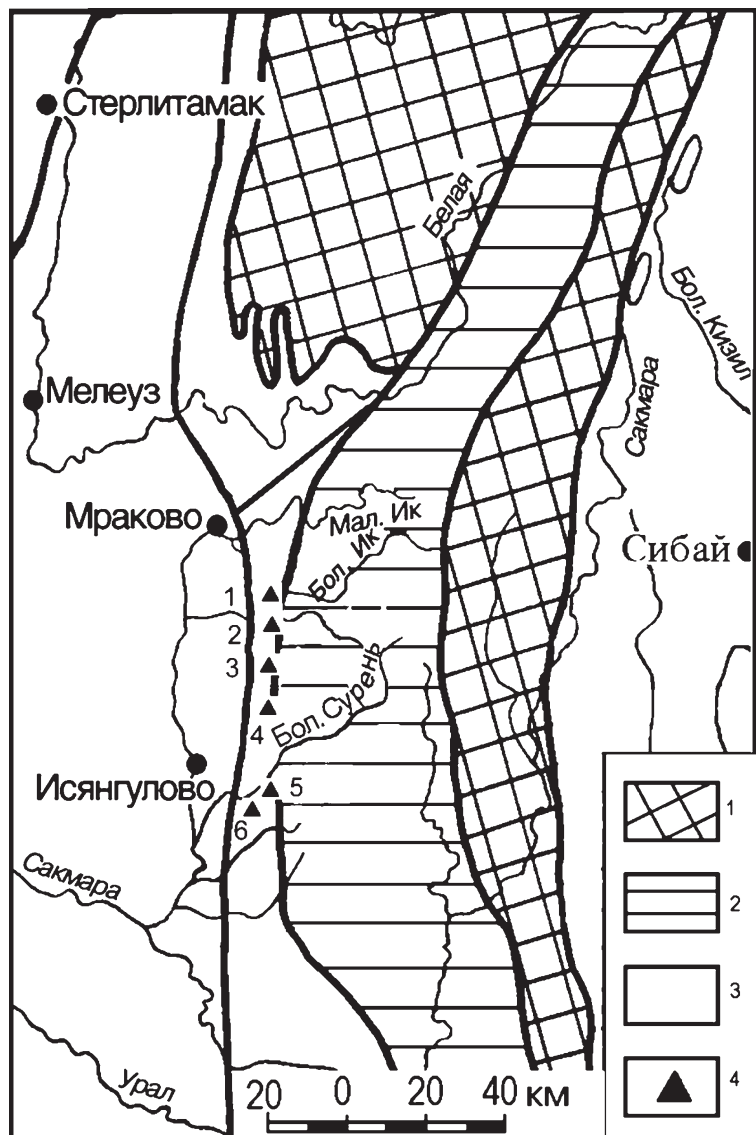 Стерлитамак
Белая
Бол. Кизил
Мелеуз
Сакмара
Мраково
Мал. Ик
Бол. Ик
Сибай
1
2
3
4
Бол. Сурень
Исянгулово
5
6
Сакмара
Урал
20 0 20 40 км
1
2
3
4